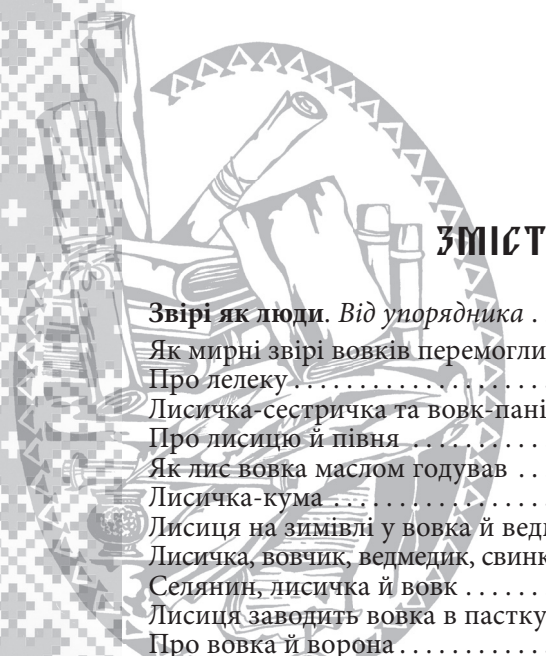 ЗМІСТ
Звірі як люди. Від упорядника .
Як мирні звірі вовків перемогли
Про лелеку . . . . . . . . . . . . . . . . . . . .
Лисичка-сестричка та вовк-пані
Про лисицю й півня . . . . . . . . . .
Як лис вовка маслом годував . .
Лисичка-кума . . . . . . . . . . . . . . . .
Лисиця на зимівлі у вовка й вед
Лисичка, вовчик, ведмедик, свинк
Селянин, лисичка й вовк . . . . . .
Лисиця заводить вовка в пастку
Про вовка й ворона . . . . . . . . . . . .